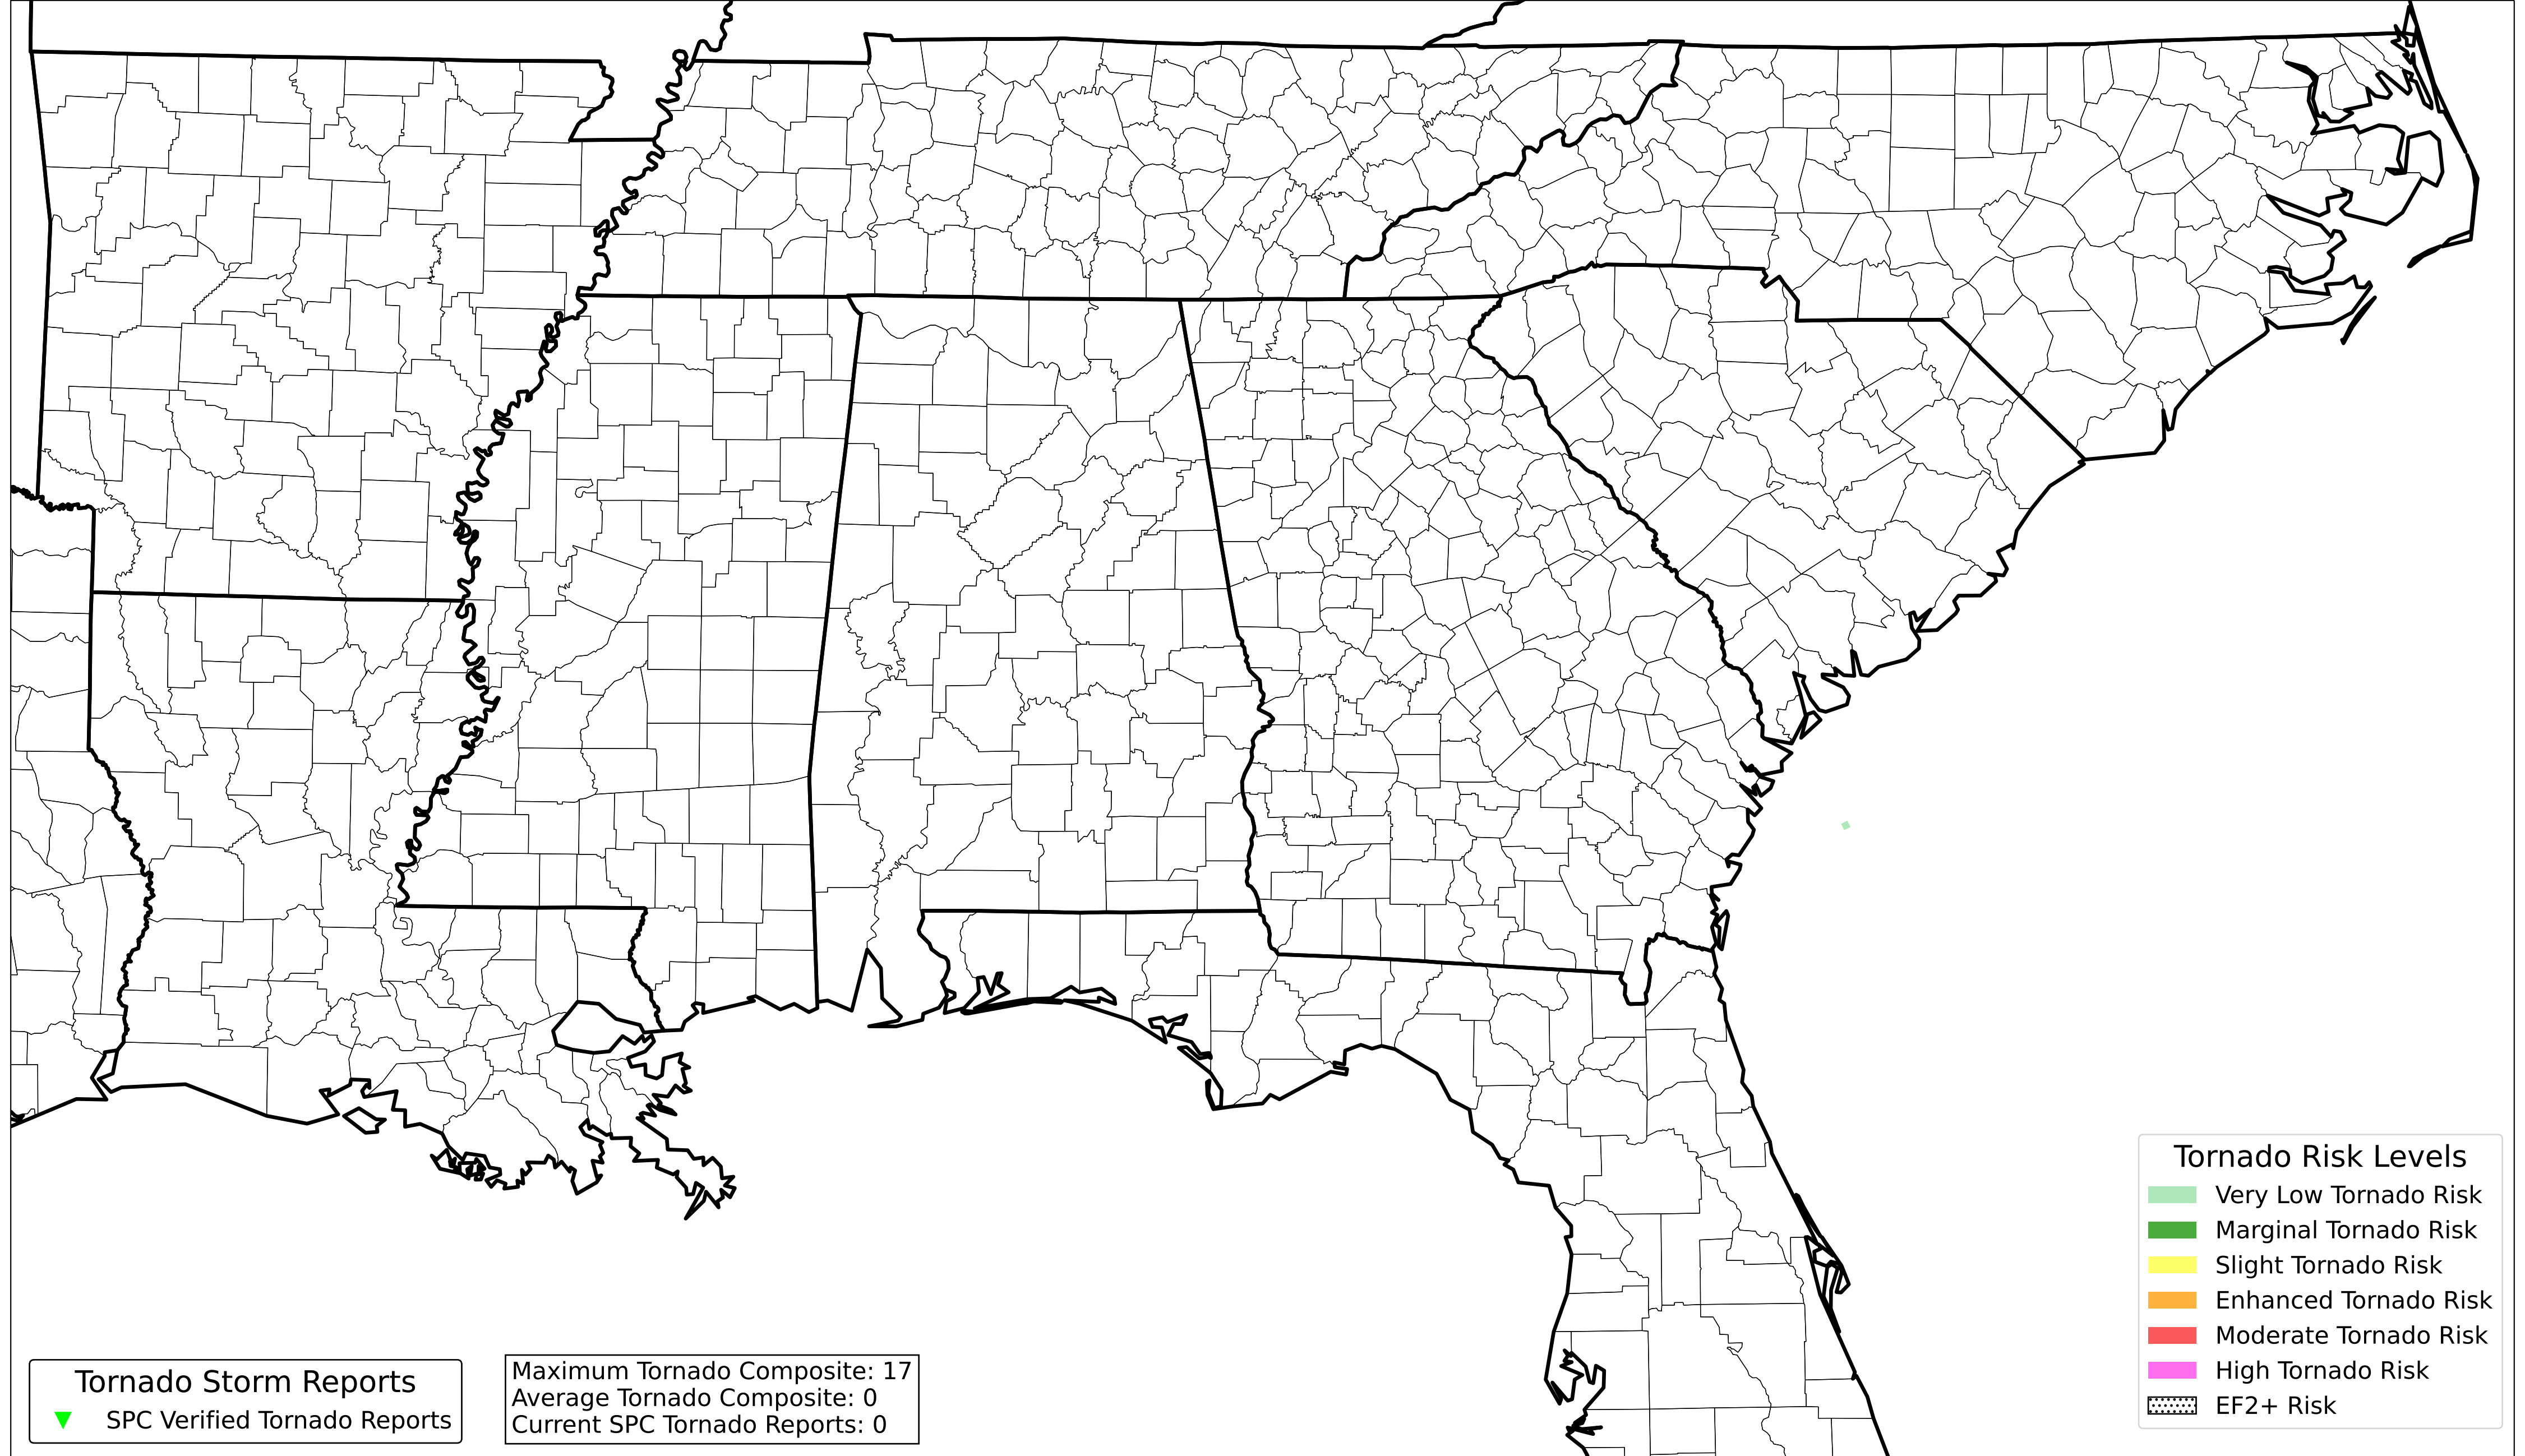 Tornado Risk Levels
Very Low Tornado Risk
Marginal Tornado Risk
Slight Tornado Risk
Enhanced Tornado Risk
Moderate Tornado Risk
High Tornado Risk
EF2+ Risk
Tornado Storm Reports
SPC Verified Tornado Reports
Maximum Tornado Composite: 17
Average Tornado Composite: 0
Current SPC Tornado Reports: 0